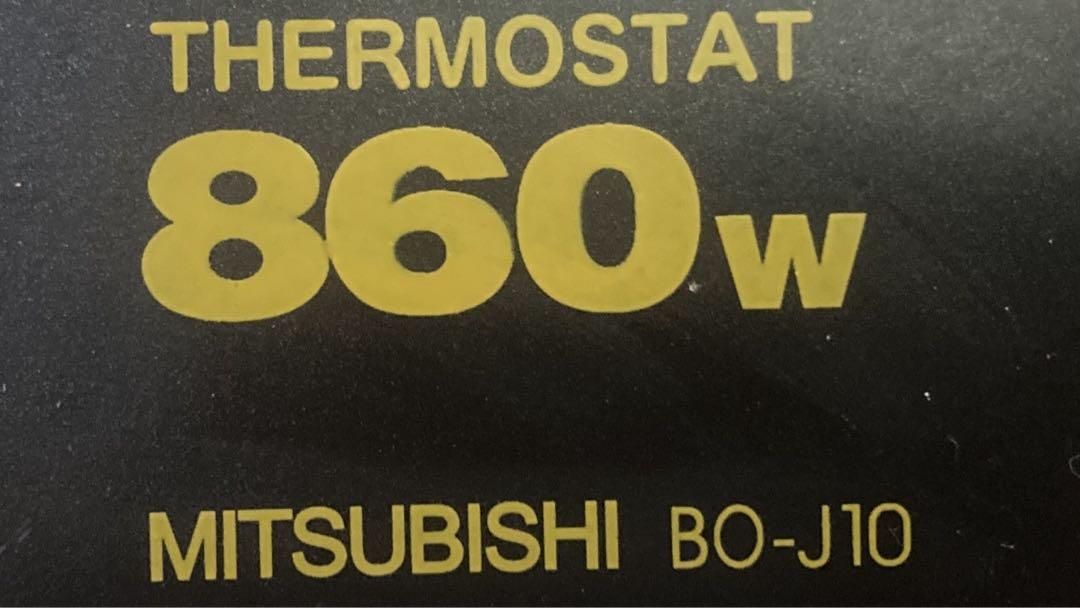 THERMOSTAT
860w
MITSUBISHI BO-J10